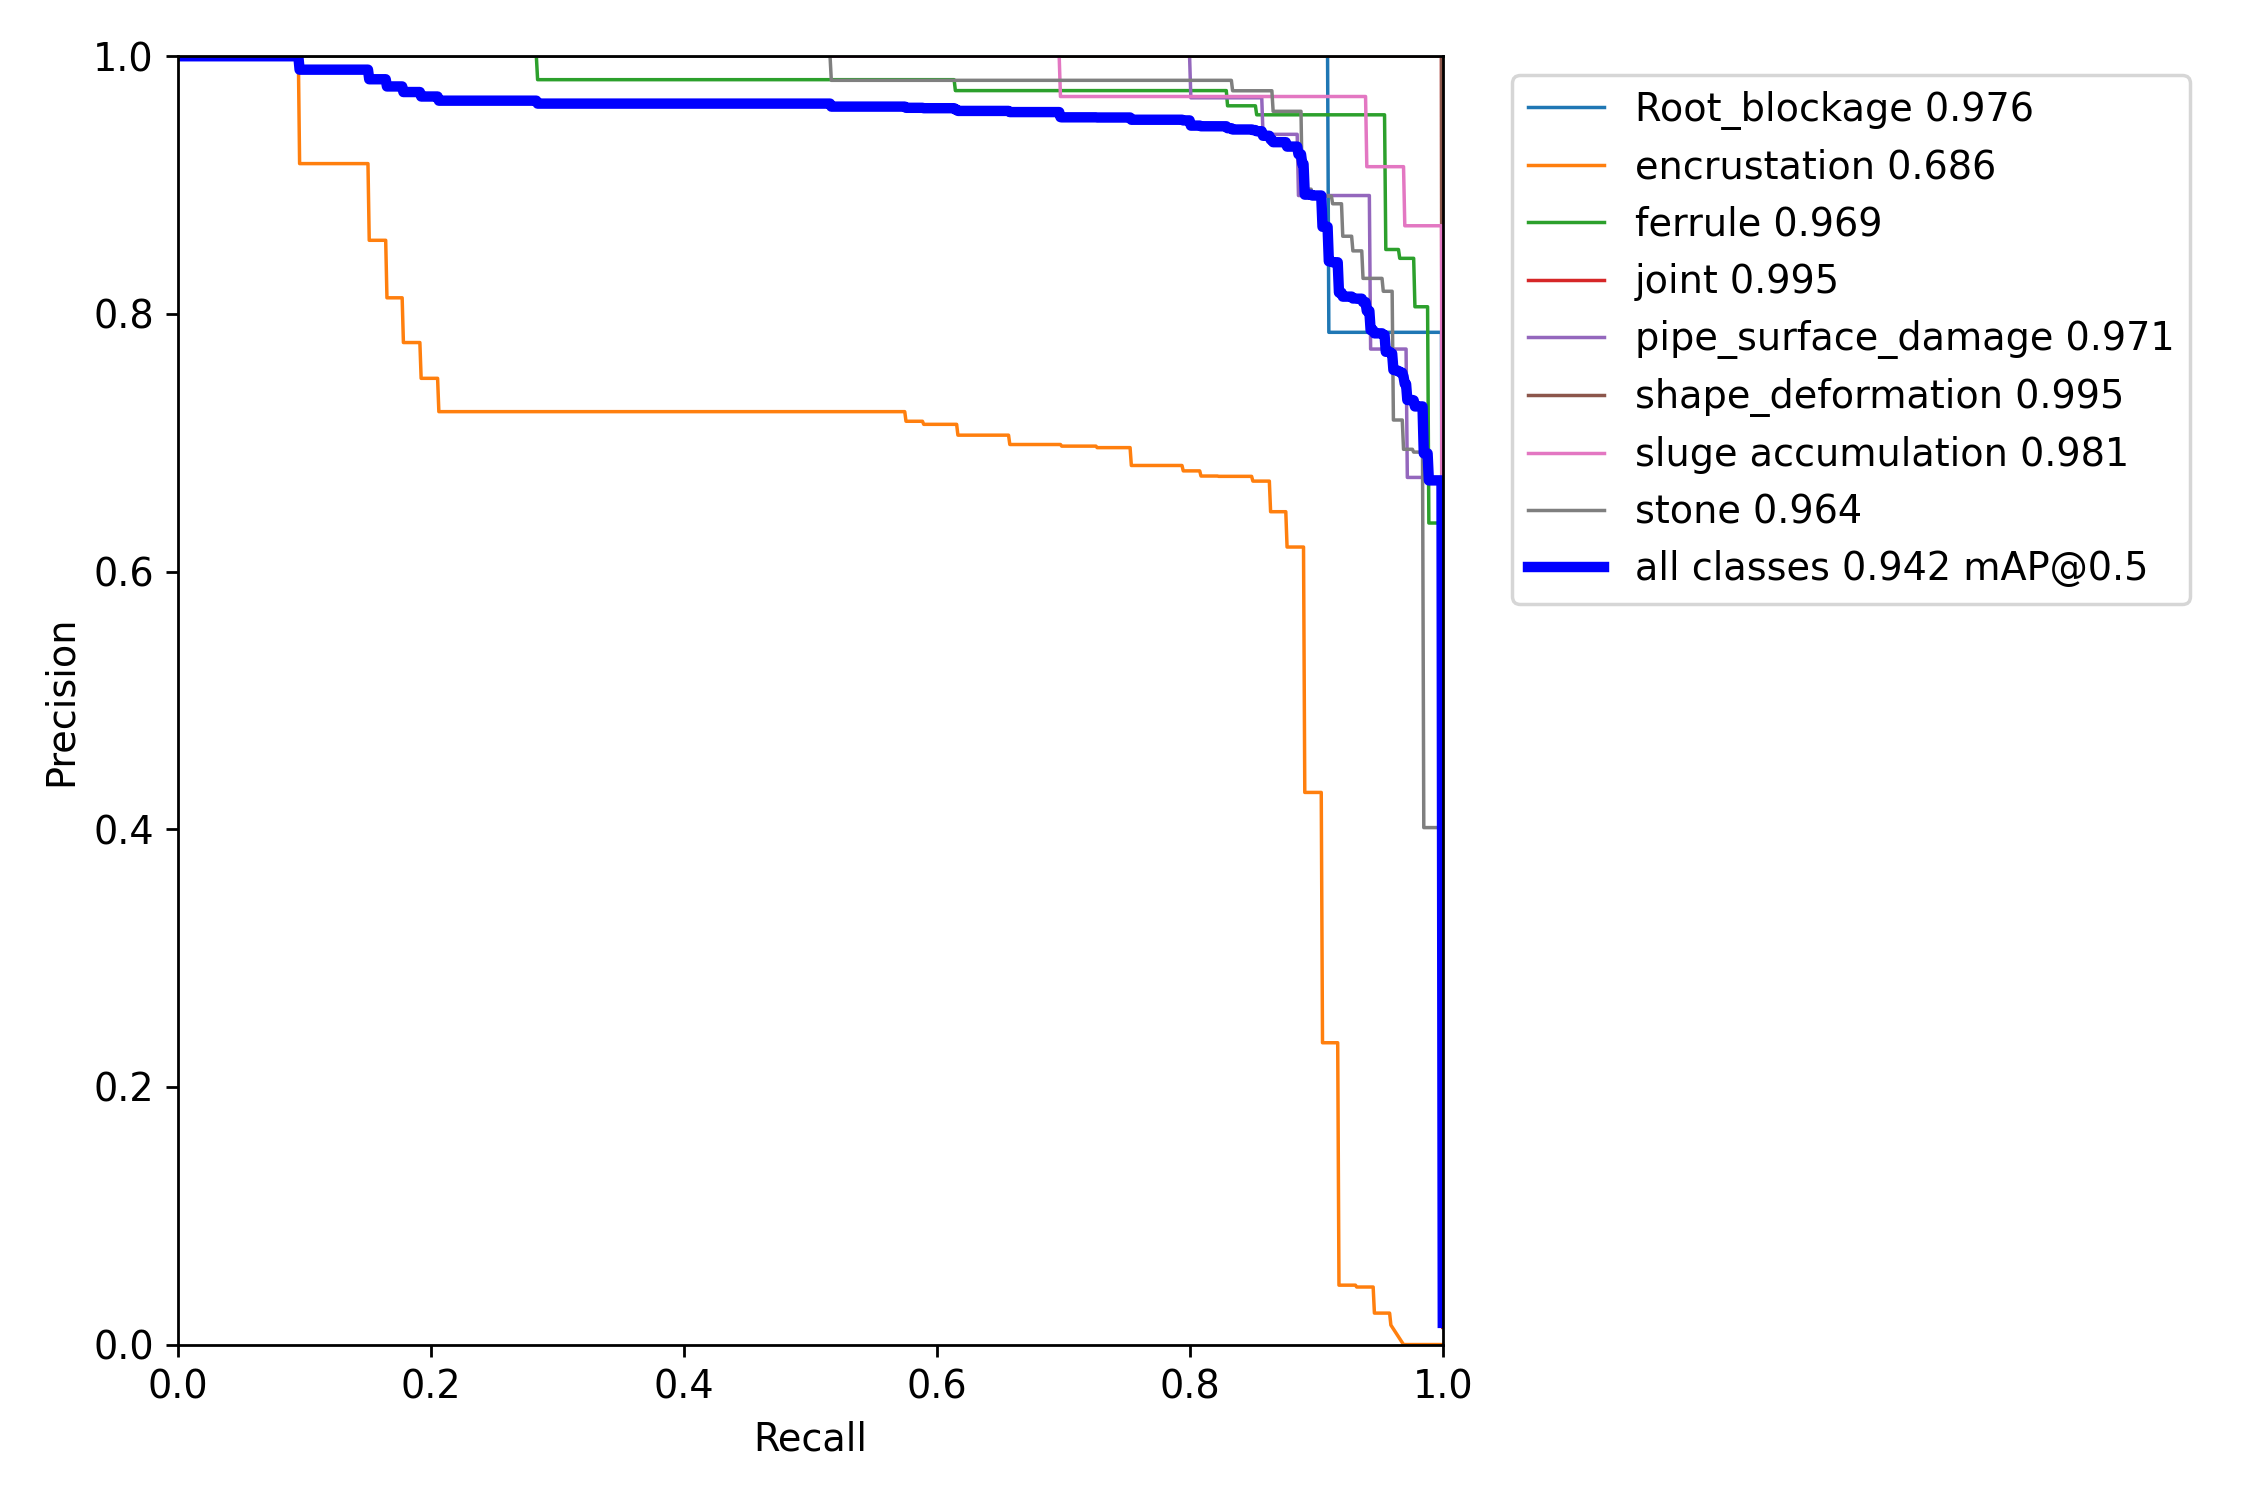 1.0
0.8
0.6
0.4
0.2
0.0
Precision
0.0 0.2 0.4 0.6 0.8 1.0
Recall
Root_blockage 0.976
encrustation 0.686
ferrule 0.969
joint 0.995
pipe_surface_damage 0.971
shape_deformation 0.995
sluge accumulation 0.981
stone 0.964
all classes 0.942 mAP@0.5